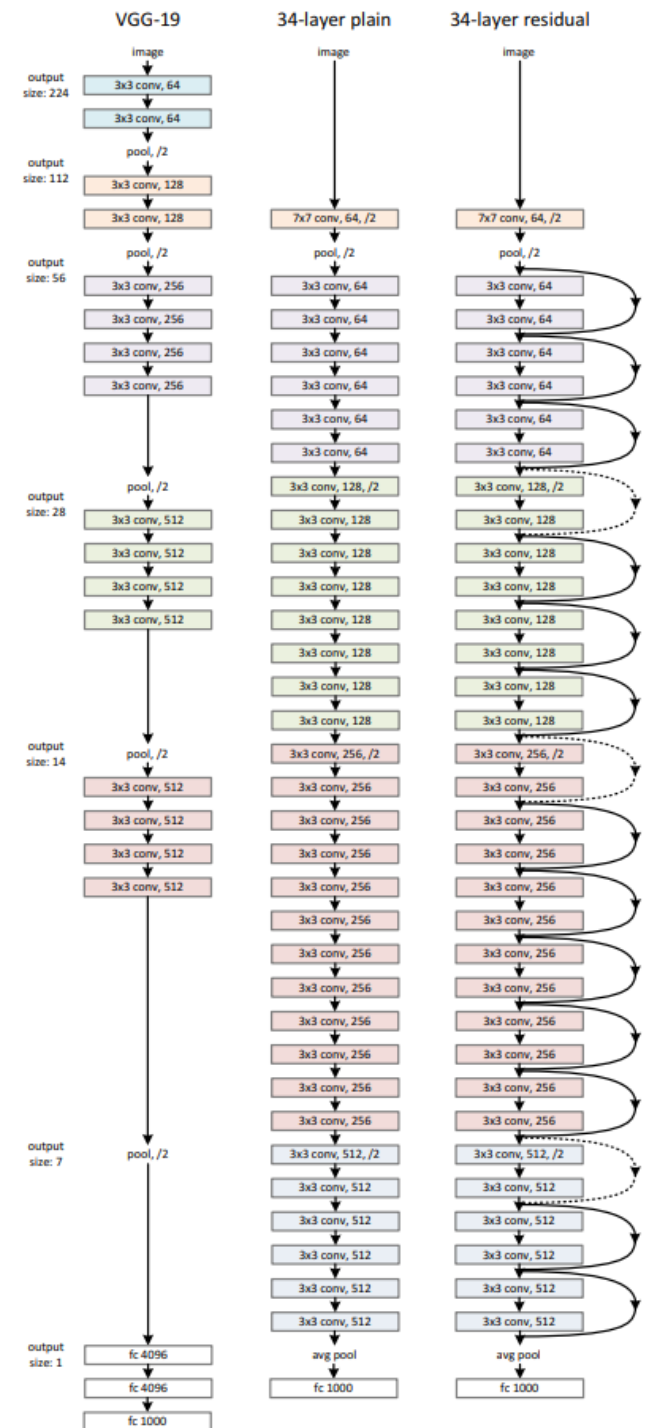 output
size: 224
output
size: 112
output
size: 56
output
size: 28
output
size: 14
output
size: 7
output
size: 1
VGG-19
image
3x3 conv, 64
3x3 conv, 64
pool, /2
3x3 conv, 128
3x3 conv, 128
pool, /2
3x3 conv, 256
3x3 conv, 256
3x3 conv, 256
3x3 conv, 256
pool, /2
3x3 conv, 512
3x3 conv, 512
3x3 conv, 512
3x3 conv, 512
pool, /2
3x3 conv, 512
3x3 conv, 512
3x3 conv, 512
3x3 conv, 512
pool, /2
fc 4096
fc 4096
fc 1000
34-layer plain
image
7x7 conv, 64, /2
pool, /2
3x3 conv, 64
3x3 conv, 64
3x3 conv, 64
3x3 conv, 64
3x3 conv, 64
3x3 conv, 64
3x3 conv, 128, /2
3x3 conv, 128
3x3 conv, 128
3x3 conv, 128
3x3 conv, 128
3x3 conv, 128
3x3 conv, 128
3x3 conv, 128
3x3 conv, 256, /2
3x3 conv, 256
3x3 conv, 256
3x3 conv, 256
3x3 conv, 256
3x3 conv, 256
3x3 conv, 256
3x3 conv, 256
3x3 conv, 256
3x3 conv, 256
3x3 conv, 256
3x3 conv, 256
3x3 conv, 512, /2
3x3 conv, 512
3x3 conv, 512
3x3 conv, 512
3x3 conv, 512
3x3 conv, 512
avg pool
fc 1000
34-layer residual
image
7x7 conv, 64, /2
pool, /2
3x3 conv, 64
3x3 conv, 64
3x3 conv, 64
3x3 conv, 64
3x3 conv, 64
3x3 conv, 64
3x3 conv, 128, /2
3x3 conv, 128
3x3 conv, 128
3x3 conv, 128
3x3 conv, 128
3x3 conv, 128
3x3 conv, 128
3x3 conv, 128
3x3 conv, 256, /2
3x3 conv, 256
3x3 conv, 256
3x3 conv, 256
3x3 conv, 256
3x3 conv, 256
3x3 conv, 256
3x3 conv, 256
3x3 conv, 256
3x3 conv, 256
3x3 conv, 256
3x3 conv, 256
3x3 conv, 512, /2
3x3 conv, 512
3x3 conv, 512
3x3 conv, 512
3x3 conv, 512
3x3 conv, 512
avg pool
fc 1000